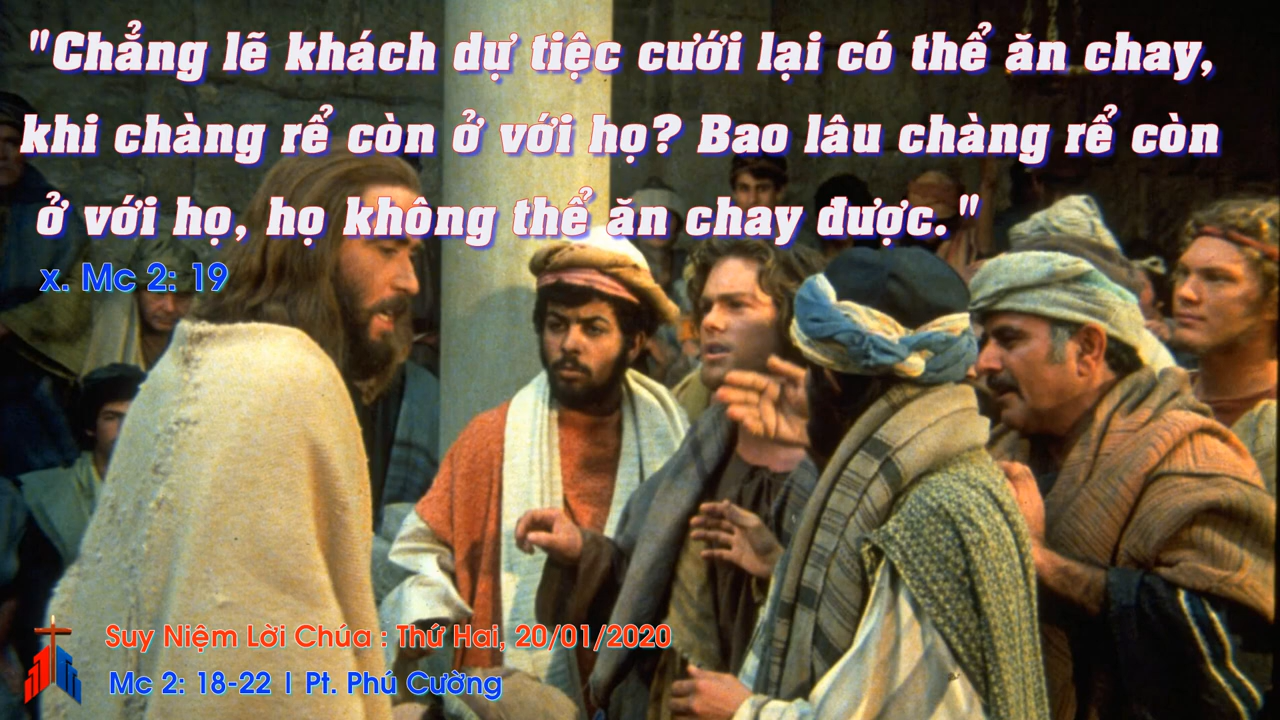 "Chẳng lẽ khách dự tiệc cưới lại có thể ăn chay,
khi chàng rể còn ở với họ? Bao lâu chàng rể còn
ở với họ, họ không thể ăn chay được."
x. Mc 2: 19
Suy Niệm Lời Chúa : Thứ Hai, 20/01/2020
Mc 2: 18-22 | Pt. Phú Cường